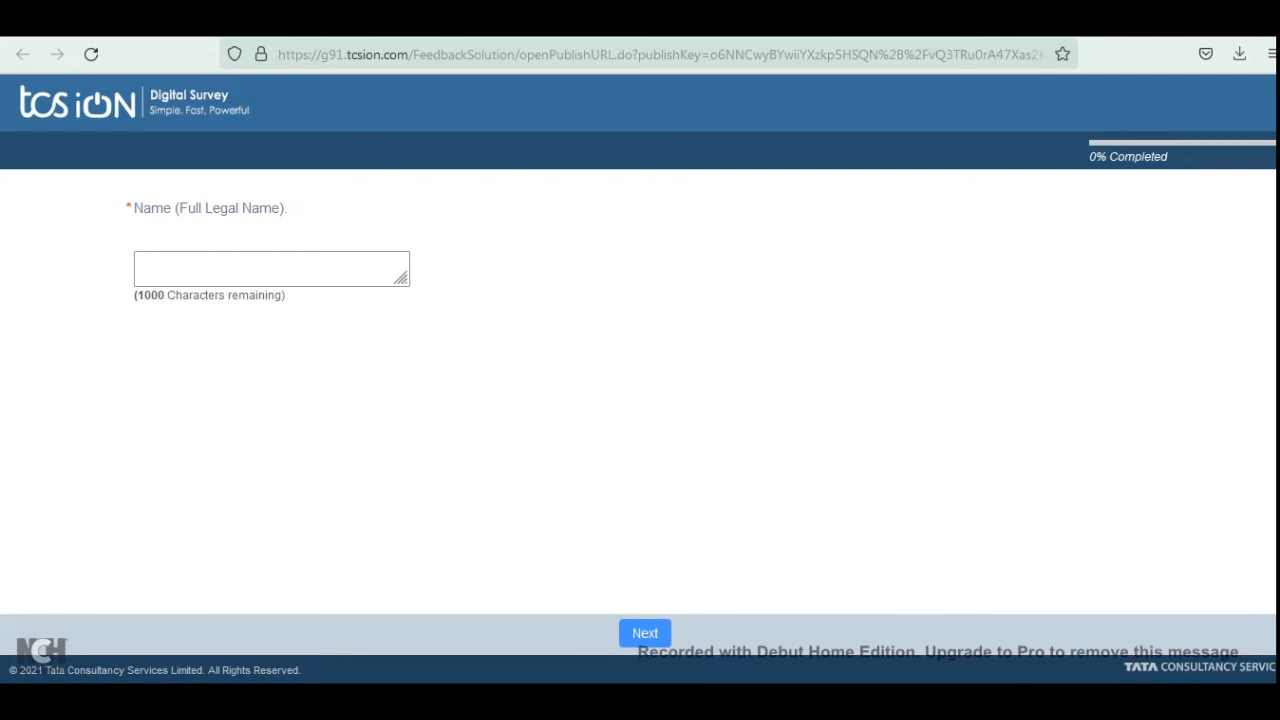 https://g91.tcsion.com/FeedbackSolution/openPublishURL.do?publishKey=o6NNCwyBYwiiYXzkp5HSQN%2B%2FvQ3TRu0rA47Xas2
tcs iON Digital Survey
Simple, Fast, Powerful
0% Completed
*Name (Full Legal Name).
(1000 Characters remaining)
Next
NCH
Recorded with Debut Home Edition. Upgrade to Pro to remove this message
© 2021 Tata Consultancy Services Limited. All Rights Reserved.
TATA CONSULTANCY SERVIC